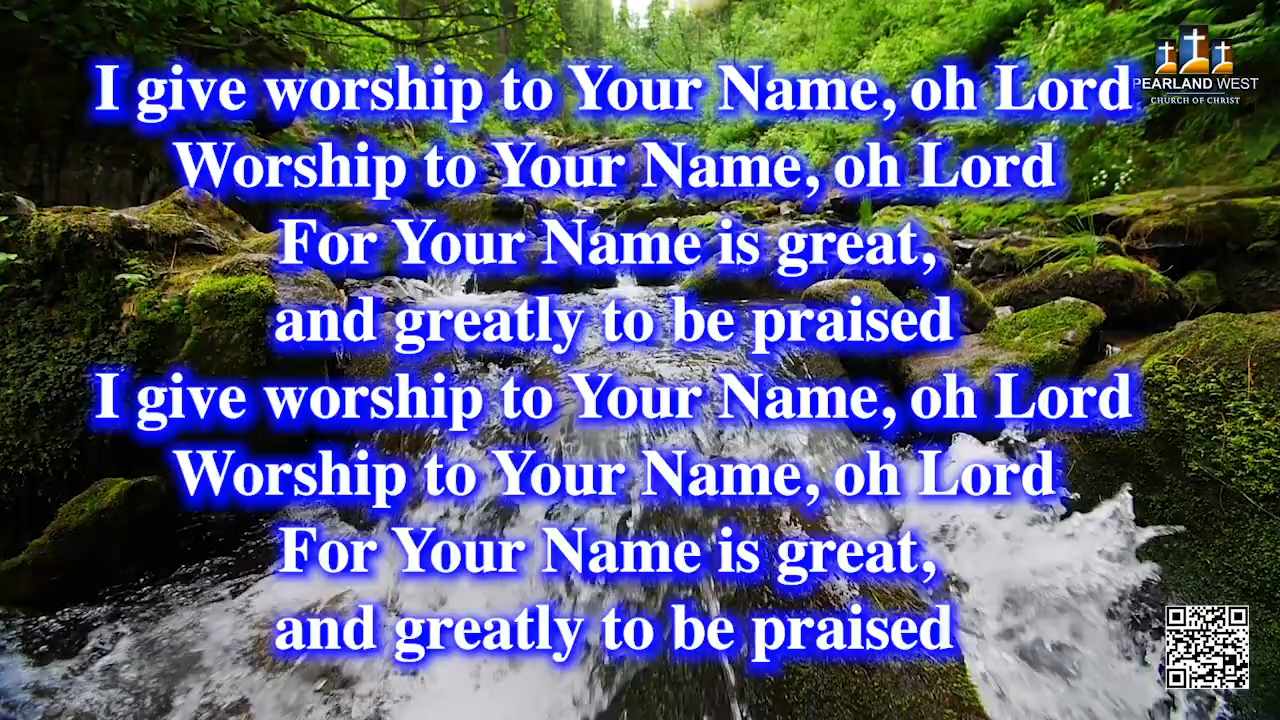 I give worship to Your Name, oh Lord
Worship to Your Name, oh Lord
For Your Name is great,
and greatly to be praised
I give worship to Your Name, oh Lord
Worship to Your Name, oh Lord
For Your Name is great,
and greatly to be praised
PEARLAND WEST
CHURCH OF CHRIST